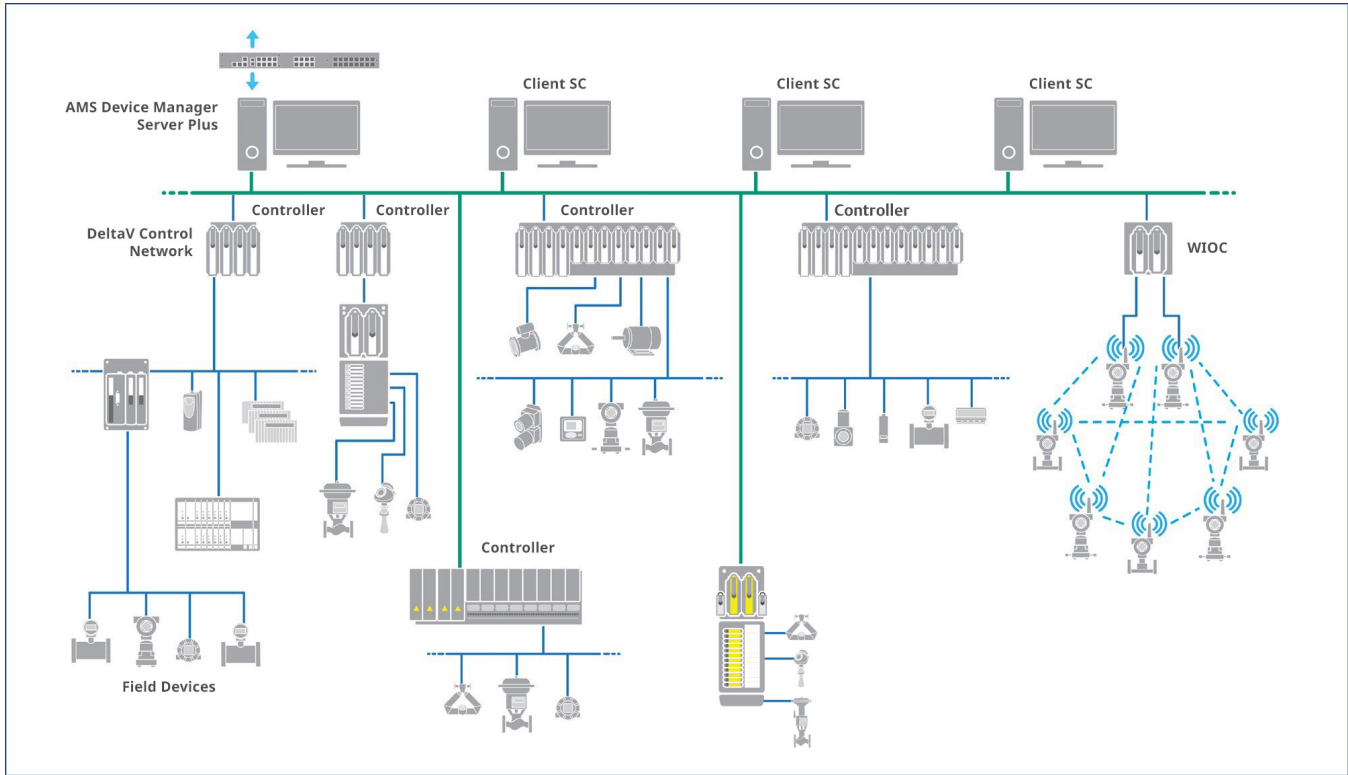 Client SC
Client SC
Client SC
AMS Device Manager
Server Plus
Controller
Controller
Controller
Controller
DeltaV Control
Network
WIOC
Controller
Field Devices